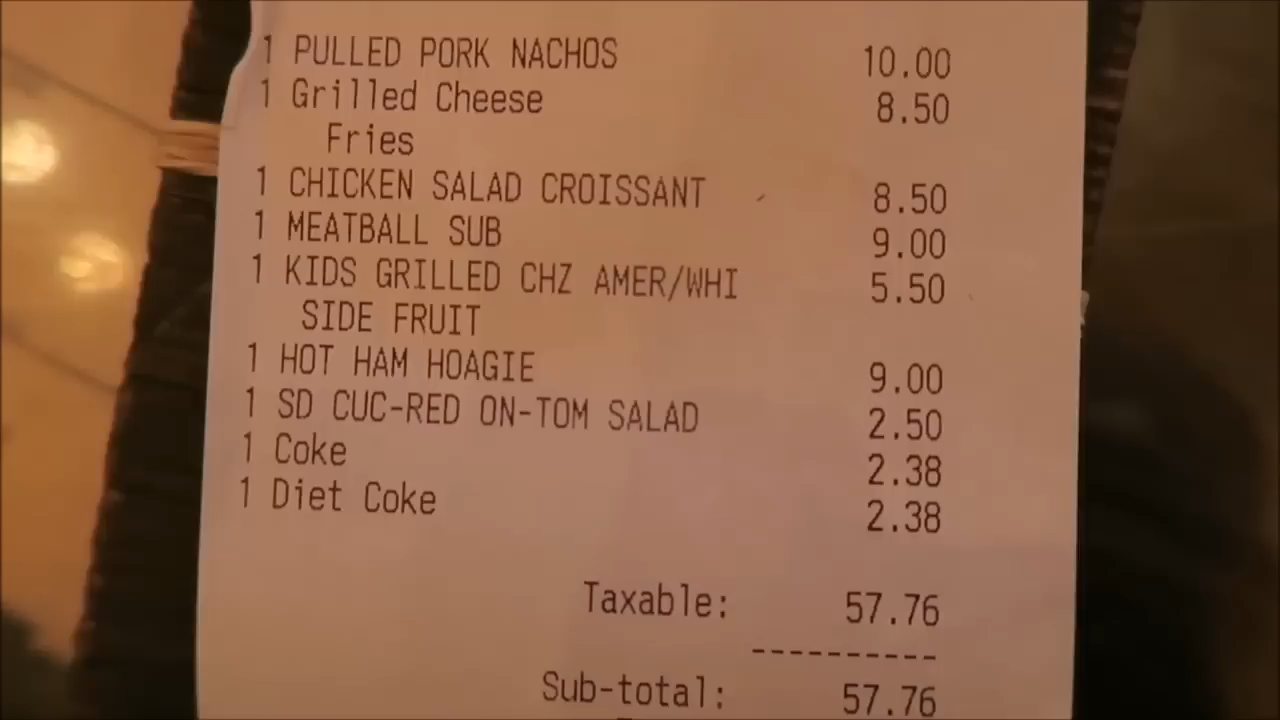 1 PULLED PORK NACHOS 10.00
1 Grilled Cheese 8.50
Fries
1 CHICKEN SALAD CROISSANT 8.50
1 MEATBALL SUB 9.00
1 KIDS GRILLED CHZ AMER/WHI 5.50
SIDE FRUIT
1 HOT HAM HOAGIE 9.00
1 SD CUC-RED ON-TOM SALAD 2.50
1 Coke 2.38
1 Diet Coke 2.38
Taxable: 57.76
----------
Sub-total: 57.76